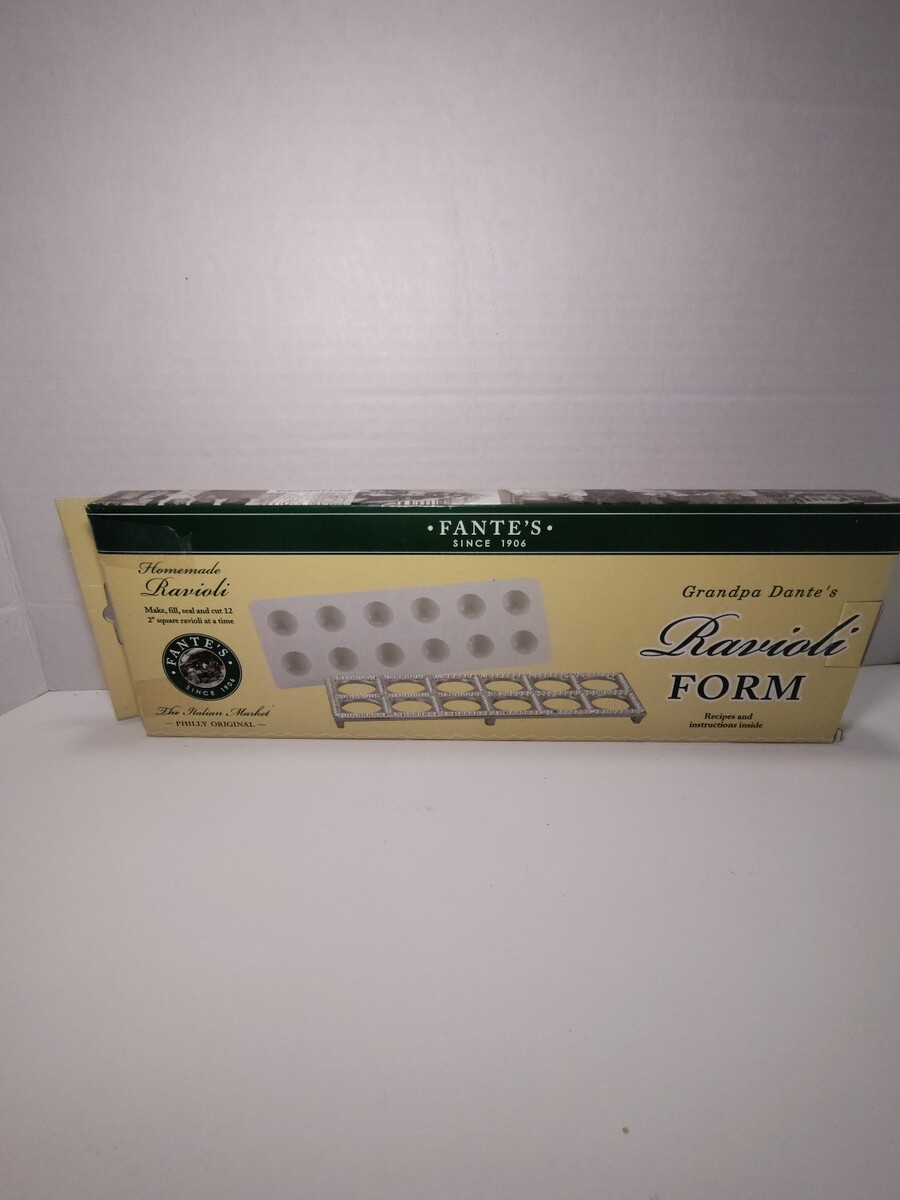 • FANTE'S •
SINCE 1906
Homemade
Ravioli
Make, fill, seal and cut 12
2" square ravioli at a time
• FANTE'S •
SINCE 1906
The Italian Market
— PHILLY ORIGINAL —
Grandpa Dante's
Ravioli
FORM
Recipes and
instructions inside